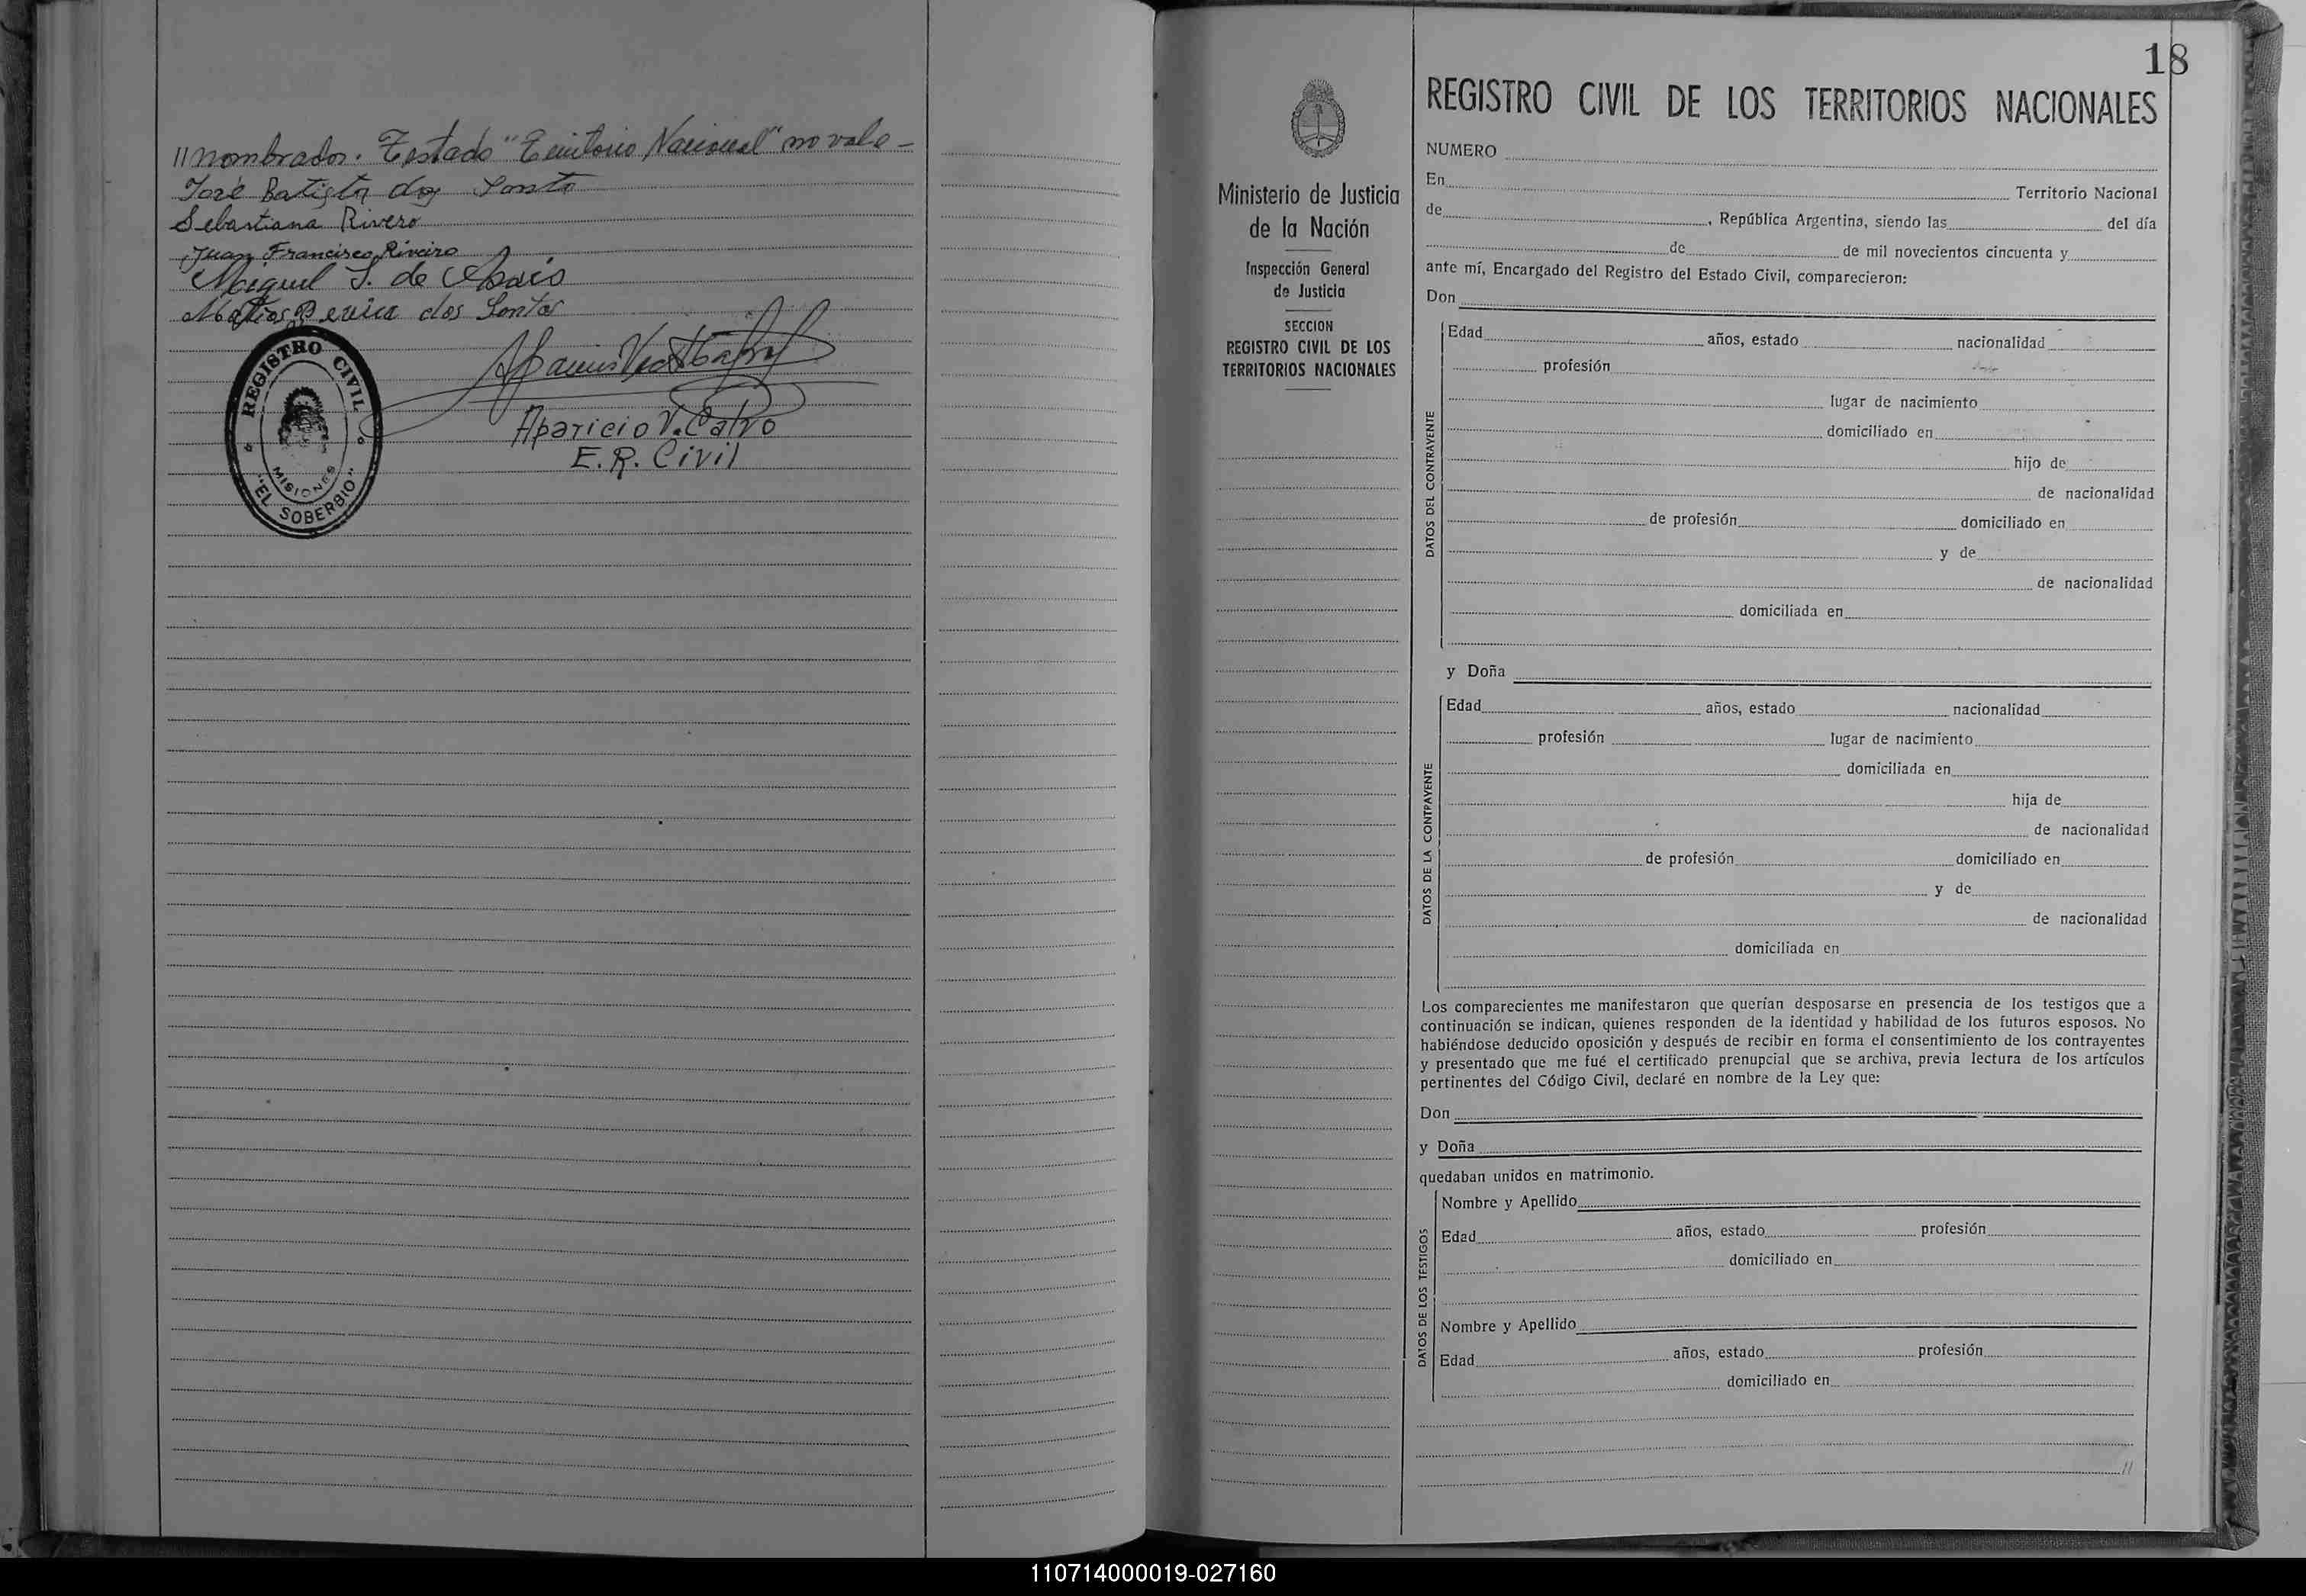 //nombrados. Testado "Territorio Nacional" no vale -
José Batista dos Santo
Sebastiana Rivero
Juan Francisco Riveiro
Miguel S. de
Matias Pereira dos Santos
Aparicio V. Calvo
E. R. Civil
REGISTRO CIVIL
MISIONES
"EL SOBERBIO"
18
Ministerio de Justicia
de la Nación
Inspección General
de Justicia
SECCION
REGISTRO CIVIL DE LOS
TERRITORIOS NACIONALES
REGISTRO CIVIL DE LOS TERRITORIOS NACIONALES
NUMERO
En Territorio Nacional
de , República Argentina, siendo las del día
de de mil novecientos cincuenta y
ante mí, Encargado del Registro del Estado Civil, comparecieron:
Don
DATOS DEL CONTRAYENTE
Edad años, estado nacionalidad
profesión
lugar de nacimiento
domiciliado en
hijo de
de nacionalidad
de profesión domiciliado en
y de
de nacionalidad
domiciliada en
y Doña
DATOS DE LA CONTRAYENTE
Edad años, estado nacionalidad
profesión lugar de nacimiento
domiciliada en
hija de
de nacionalidad
de profesión domiciliado en
y de
de nacionalidad
domiciliada en
Los comparecientes me manifestaron que querían desposarse en presencia de los testigos que a
continuación se indican, quienes responden de la identidad y habilidad de los futuros esposos. No
habiéndose deducido oposición y después de recibir en forma el consentimiento de los contrayentes
y presentado que me fué el certificado prenupcial que se archiva, previa lectura de los artículos
pertinentes del Código Civil, declaré en nombre de la Ley que:
Don
y Doña
quedaban unidos en matrimonio.
DATOS DE LOS TESTIGOS
Nombre y Apellido
Edad años, estado profesión
domiciliado en
Nombre y Apellido
Edad años, estado profesión
domiciliado en
//
110714000019-027160